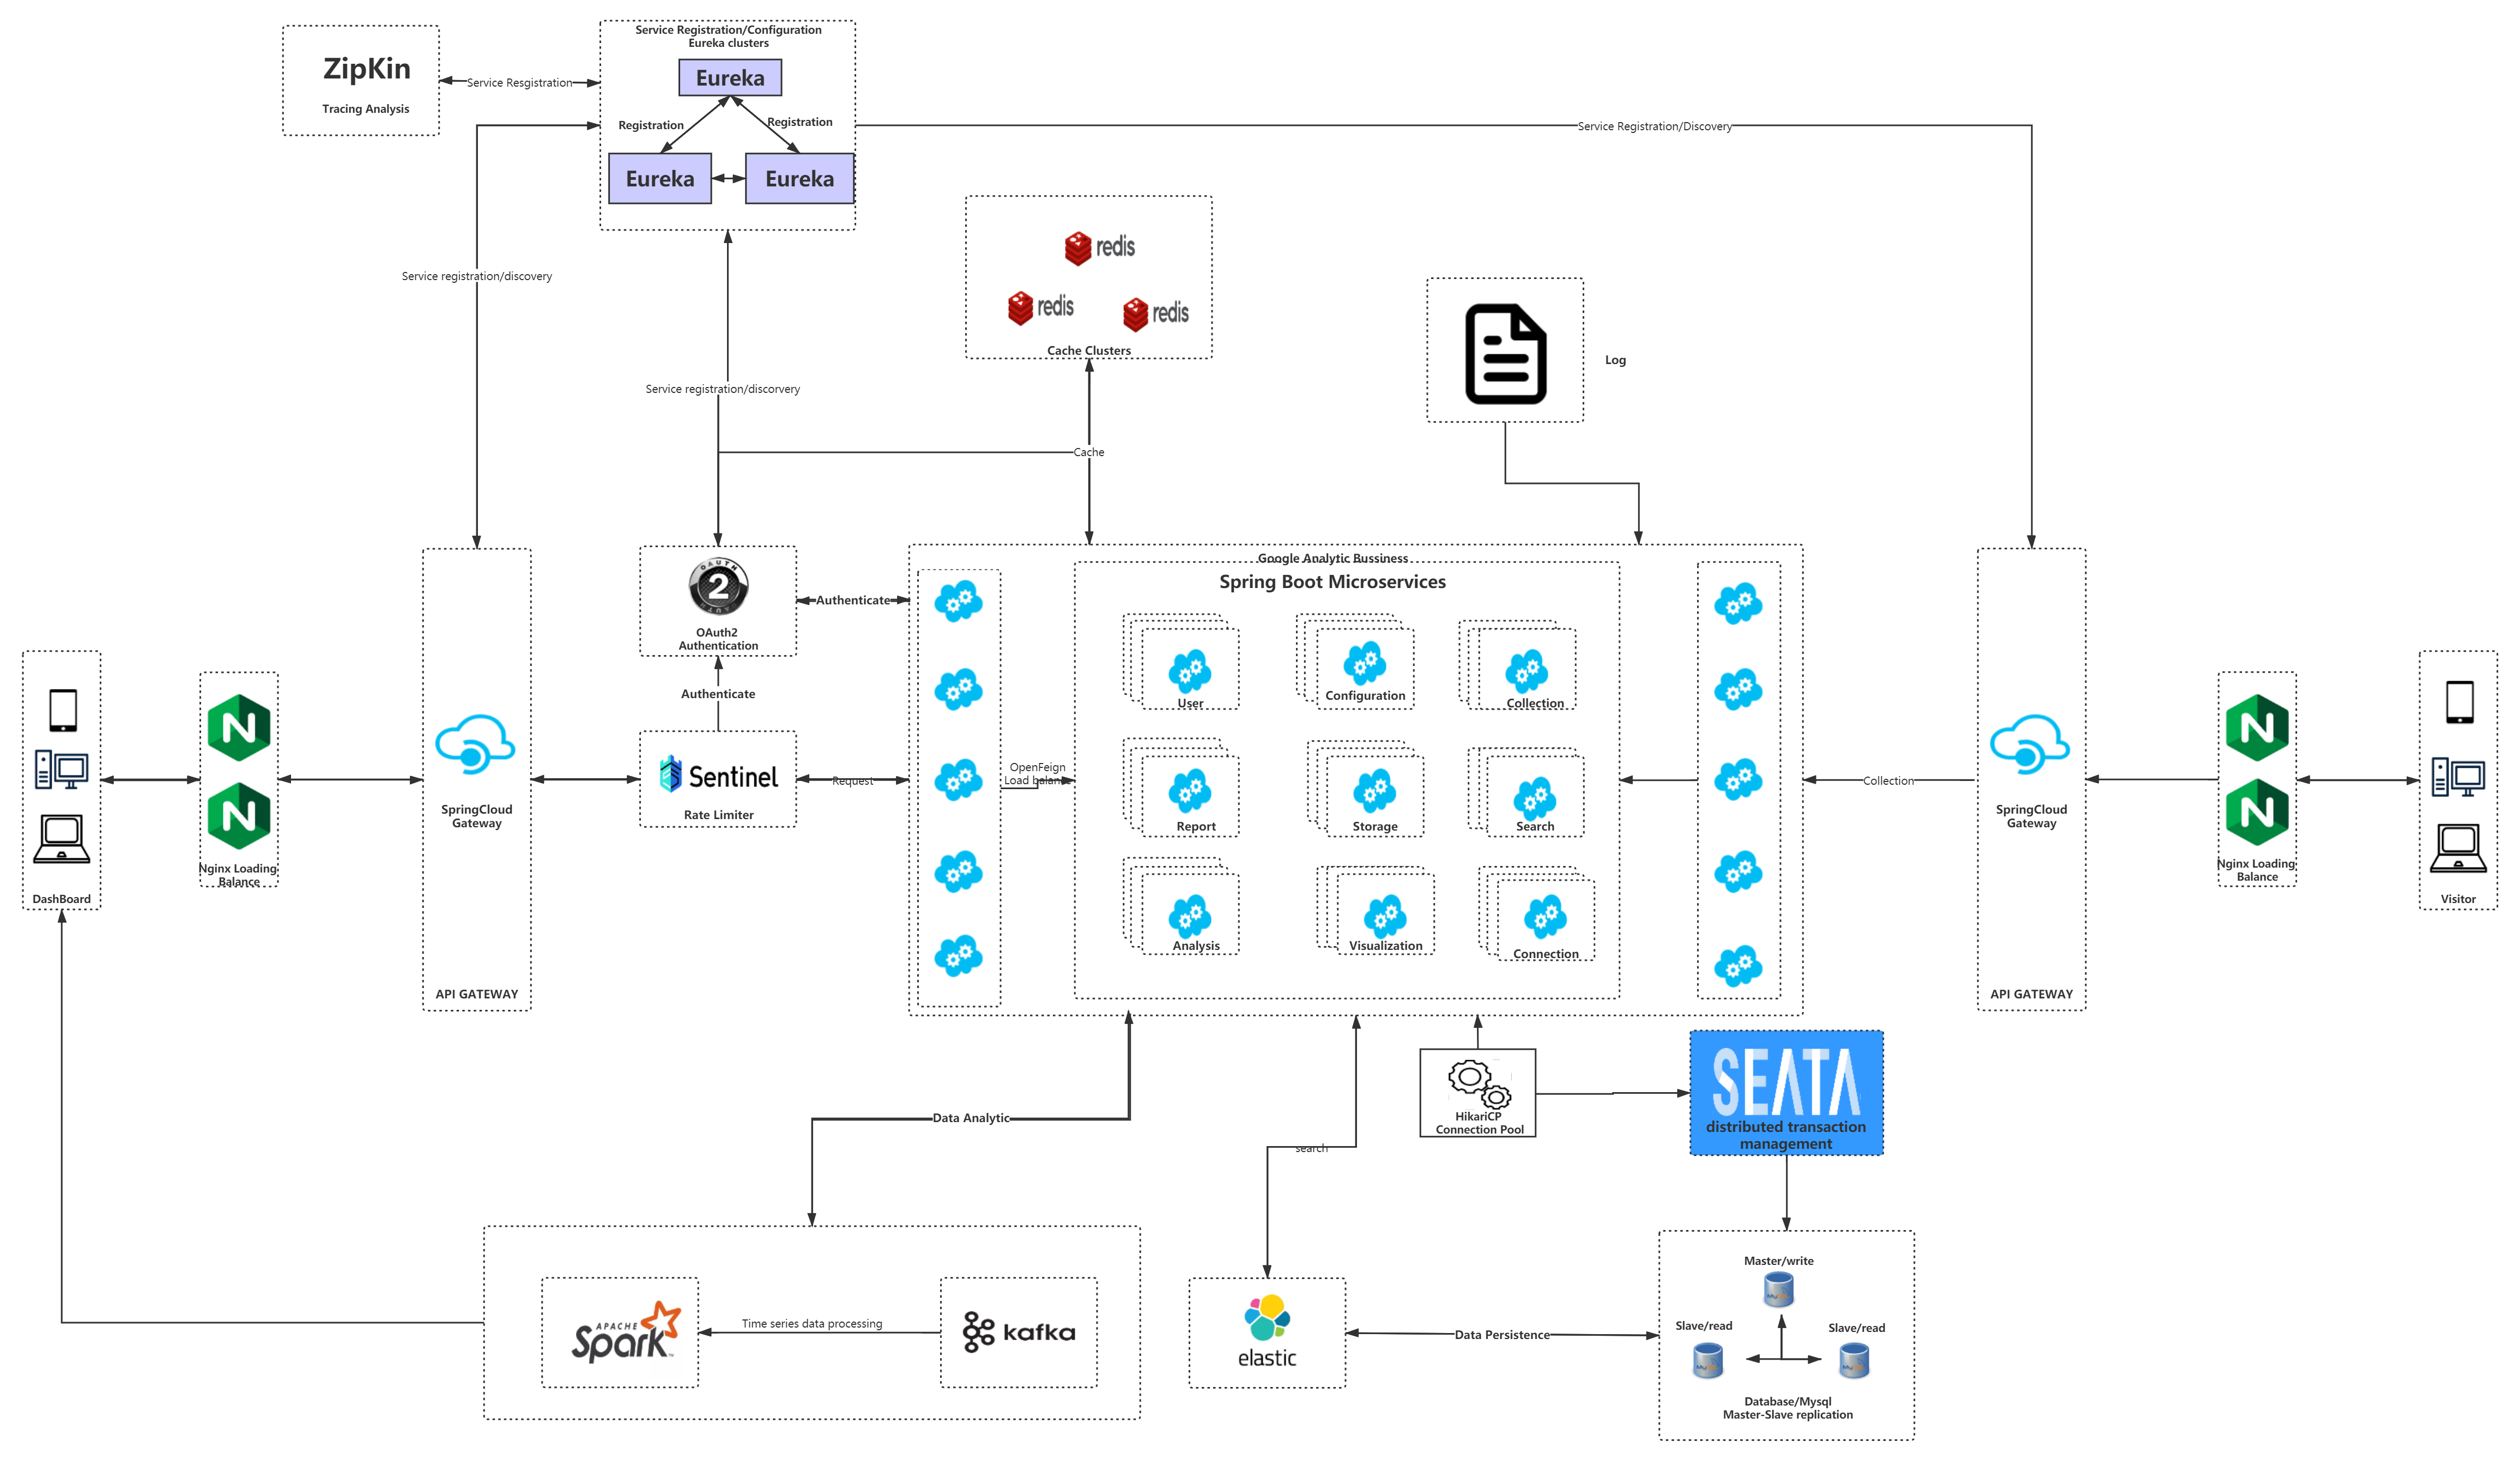 Service Registration/Configuration
Eureka clusters
ZipKin
Tracing Analysis
Service Resgistration
Eureka
Registration
Registration
Eureka
Eureka
Service Registration/Discovery
Service registration/discovery
redis
redis
redis
Cache Clusters
Log
Service registration/discorvery
Cache
Google Analytic Bussiness
Spring Boot Microservices
OAUTH
2
OAuth2
Authentication
Authenticate
Authenticate
User
Configuration
Collection
DashBoard
N
N
Nginx Loading
Balance
SpringCloud
Gateway
API GATEWAY
Sentinel
Rate Limiter
Request
OpenFeign
Load balance
Report
Storage
Search
Analysis
Visualization
Connection
Collection
SpringCloud
Gateway
API GATEWAY
N
N
Nginx Loading
Balance
Visitor
Data Analytic
search
HikariCP
Connection Pool
SEATA
distributed transaction
management
APACHE
Spark
Time series data processing
kafka
elastic
Data Persistence
Master/write
Slave/read
Slave/read
Database/Mysql
Master-Slave replication